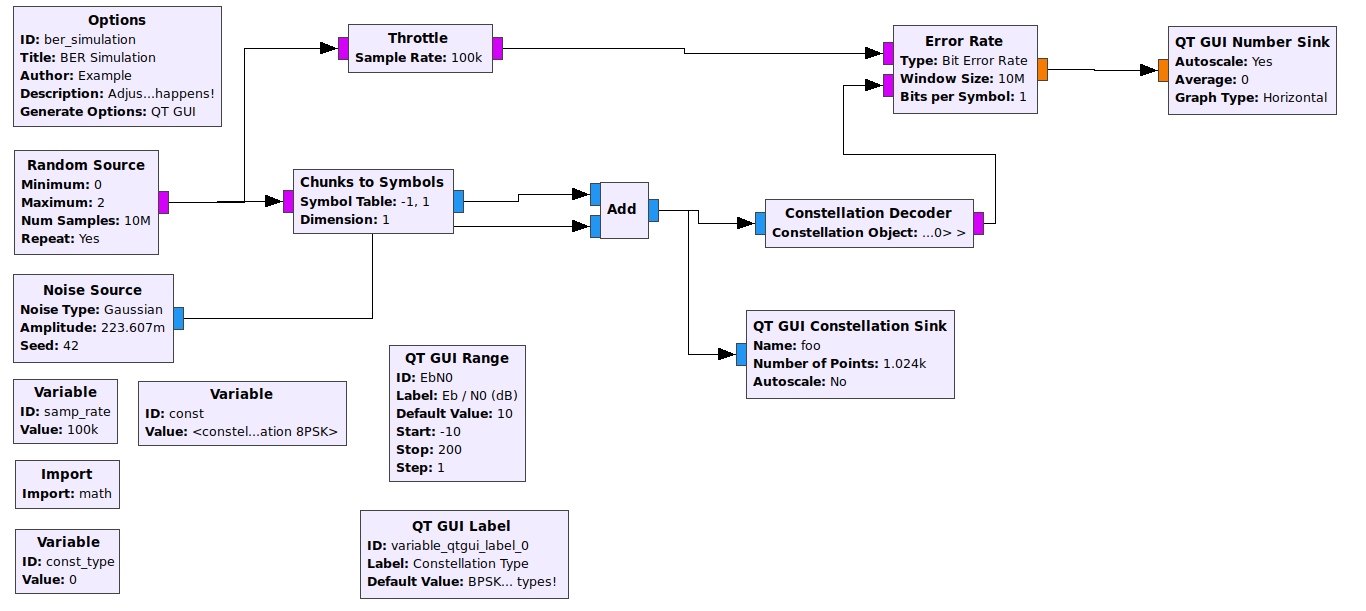 Options
ID: ber_simulation
Title: BER Simulation
Author: Example
Description: Adjus...happens!
Generate Options: QT GUI
Throttle
Sample Rate: 100k
Error Rate
Type: Bit Error Rate
Window Size: 10M
Bits per Symbol: 1
QT GUI Number Sink
Autoscale: Yes
Average: 0
Graph Type: Horizontal
Random Source
Minimum: 0
Maximum: 2
Num Samples: 10M
Repeat: Yes
Chunks to Symbols
Symbol Table: -1, 1
Dimension: 1
Add
Constellation Decoder
Constellation Object: ...0> >
Noise Source
Noise Type: Gaussian
Amplitude: 223.607m
Seed: 42
QT GUI Constellation Sink
Name: foo
Number of Points: 1.024k
Autoscale: No
QT GUI Range
ID: EbN0
Label: Eb / N0 (dB)
Default Value: 10
Start: -10
Stop: 200
Step: 1
Variable
ID: samp_rate
Value: 100k
Variable
ID: const
Value: <constel...ation 8PSK>
Import
Import: math
Variable
ID: const_type
Value: 0
QT GUI Label
ID: variable_qtgui_label_0
Label: Constellation Type
Default Value: BPSK... types!